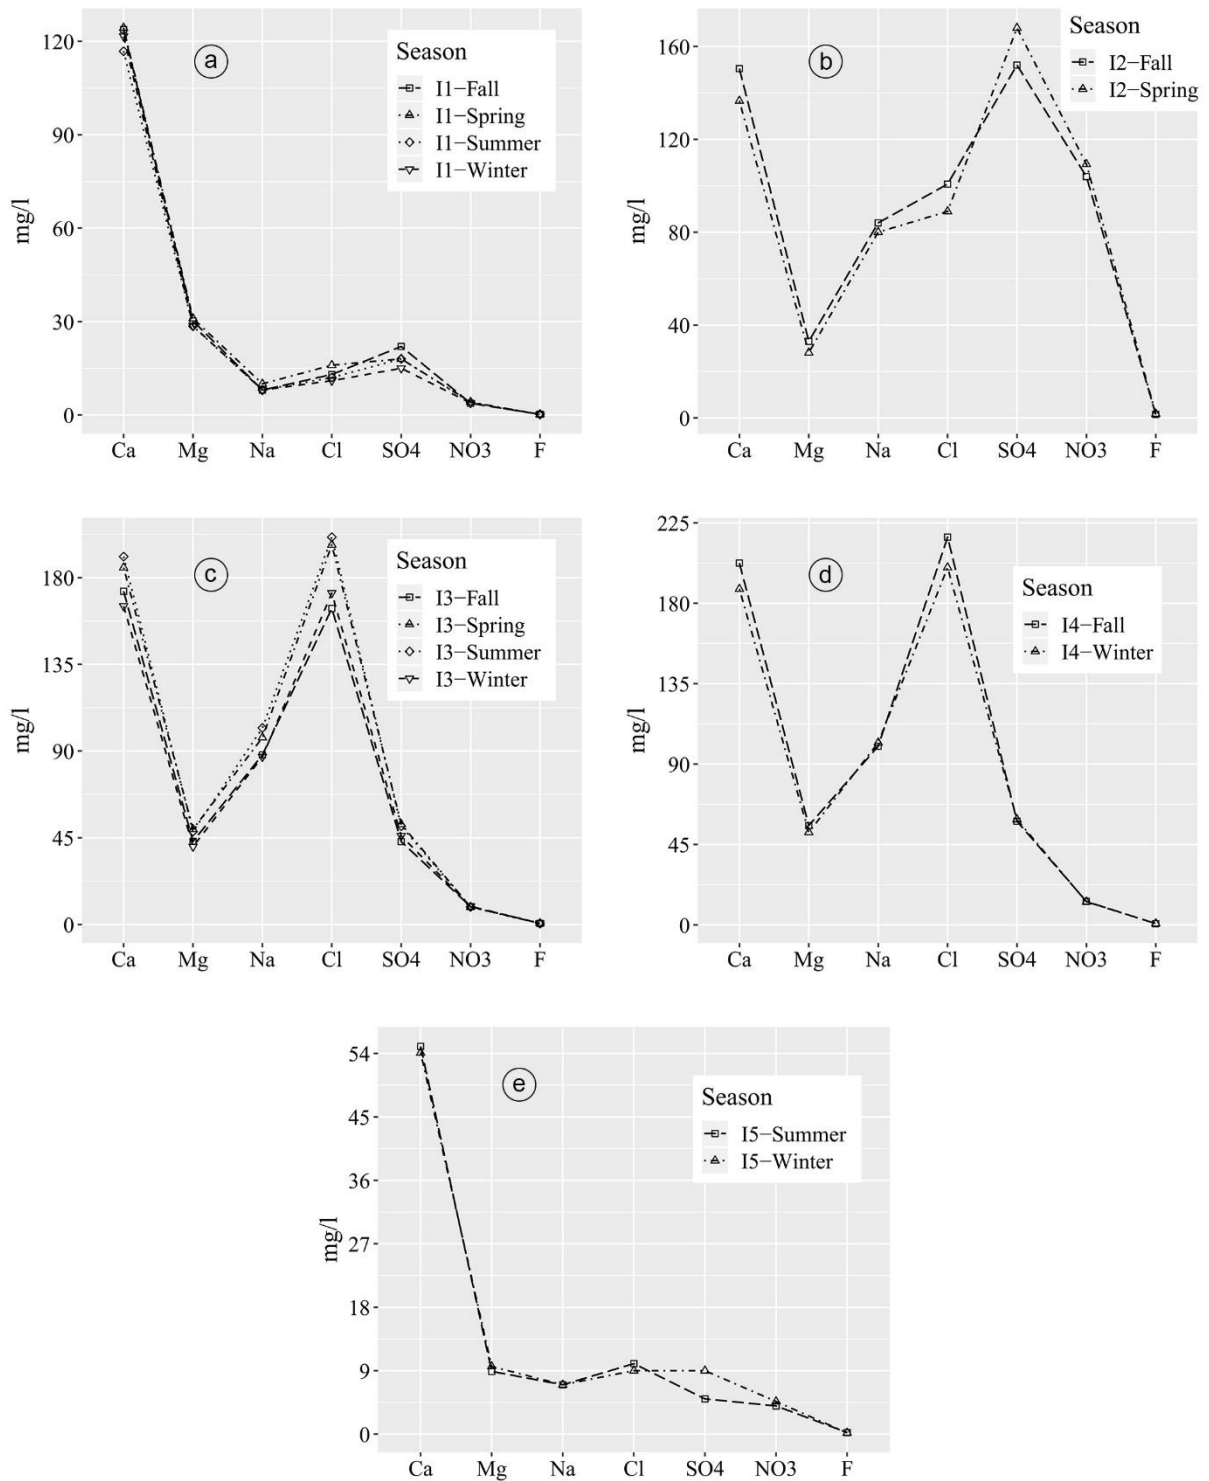 a
Season
I1−Fall
I1−Spring
I1−Summer
I1−Winter
mg/l
120
90
60
30
0
Ca Mg Na Cl SO4 NO3 F
b
Season
I2−Fall
I2−Spring
mg/l
160
120
80
40
0
Ca Mg Na Cl SO4 NO3 F
c
Season
I3−Fall
I3−Spring
I3−Summer
I3−Winter
mg/l
180
135
90
45
0
Ca Mg Na Cl SO4 NO3 F
d
Season
I4−Fall
I4−Winter
mg/l
225
180
135
90
45
0
Ca Mg Na Cl SO4 NO3 F
e
Season
I5−Summer
I5−Winter
mg/l
54
45
36
27
18
9
0
Ca Mg Na Cl SO4 NO3 F